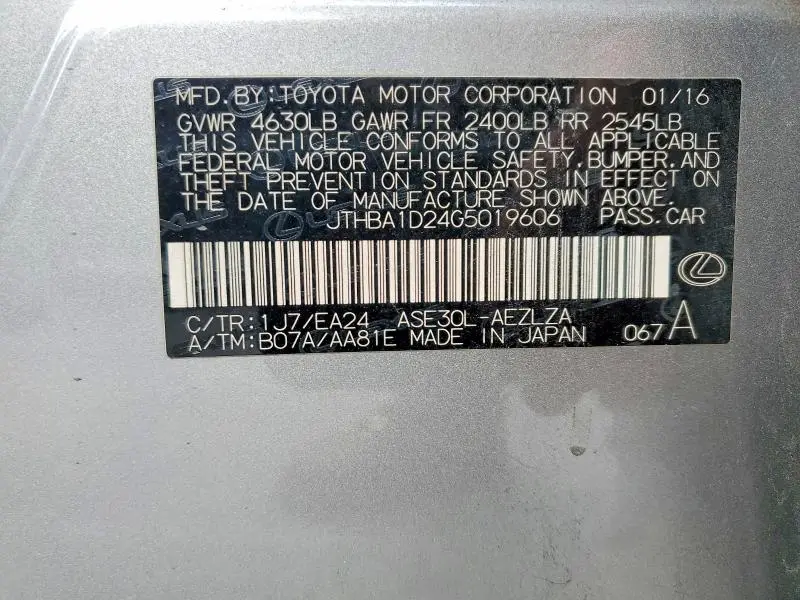 MFD. BY: TOYOTA MOTOR CORPORATION 01/16
GVWR 4630LB GAWR FR 2400LB RR 2545LB
THIS VEHICLE CONFORMS TO ALL APPLICABLE
FEDERAL MOTOR VEHICLE SAFETY, BUMPER, AND
THEFT PREVENTION STANDARDS IN EFFECT ON
THE DATE OF MANUFACTURE SHOWN ABOVE.
JTHBA1D24G5019606 PASS. CAR
C/TR: 1J7/EA24 ASE30L-AEZLZA
A/TM: B07A/AA81E MADE IN JAPAN 067 A